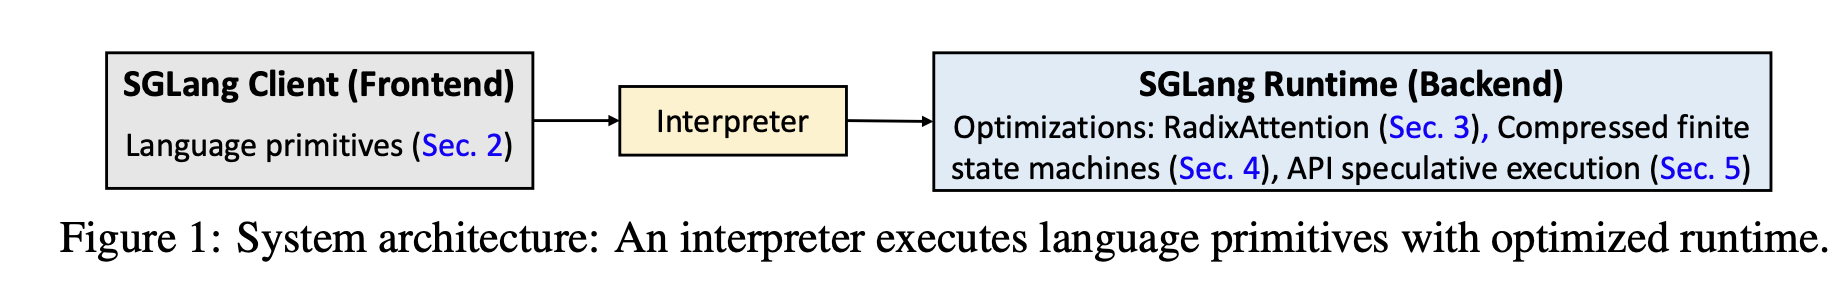 SGLang Client (Frontend)
Language primitives (Sec. 2)
Interpreter
SGLang Runtime (Backend)
Optimizations: RadixAttention (Sec. 3), Compressed finite
state machines (Sec. 4), API speculative execution (Sec. 5)
Figure 1: System architecture: An interpreter executes language primitives with optimized runtime.